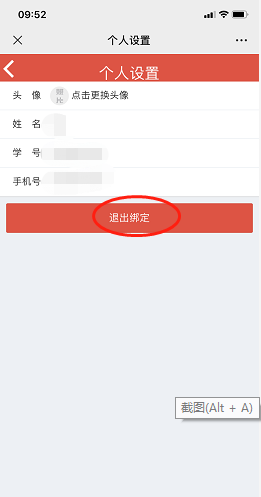 09:52
个人设置
个人设置
头 像 照片 点击更换头像
姓 名
学 号
手机号
退出绑定
截图(Alt + A)